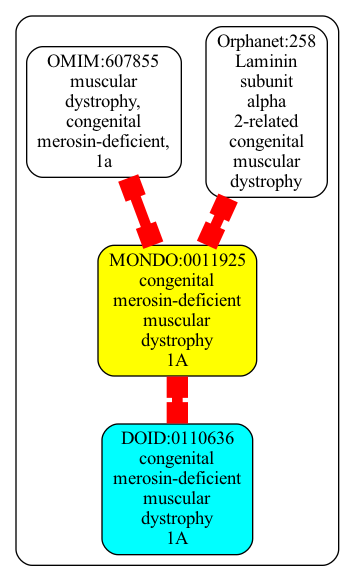 OMIM:607855
muscular
dystrophy,
congenital
merosin-deficient,
1a
Orphanet:258
Laminin
subunit
alpha
2-related
congenital
muscular
dystrophy
MONDO:0011925
congenital
merosin-deficient
muscular
dystrophy
1A
DOID:0110636
congenital
merosin-deficient
muscular
dystrophy
1A